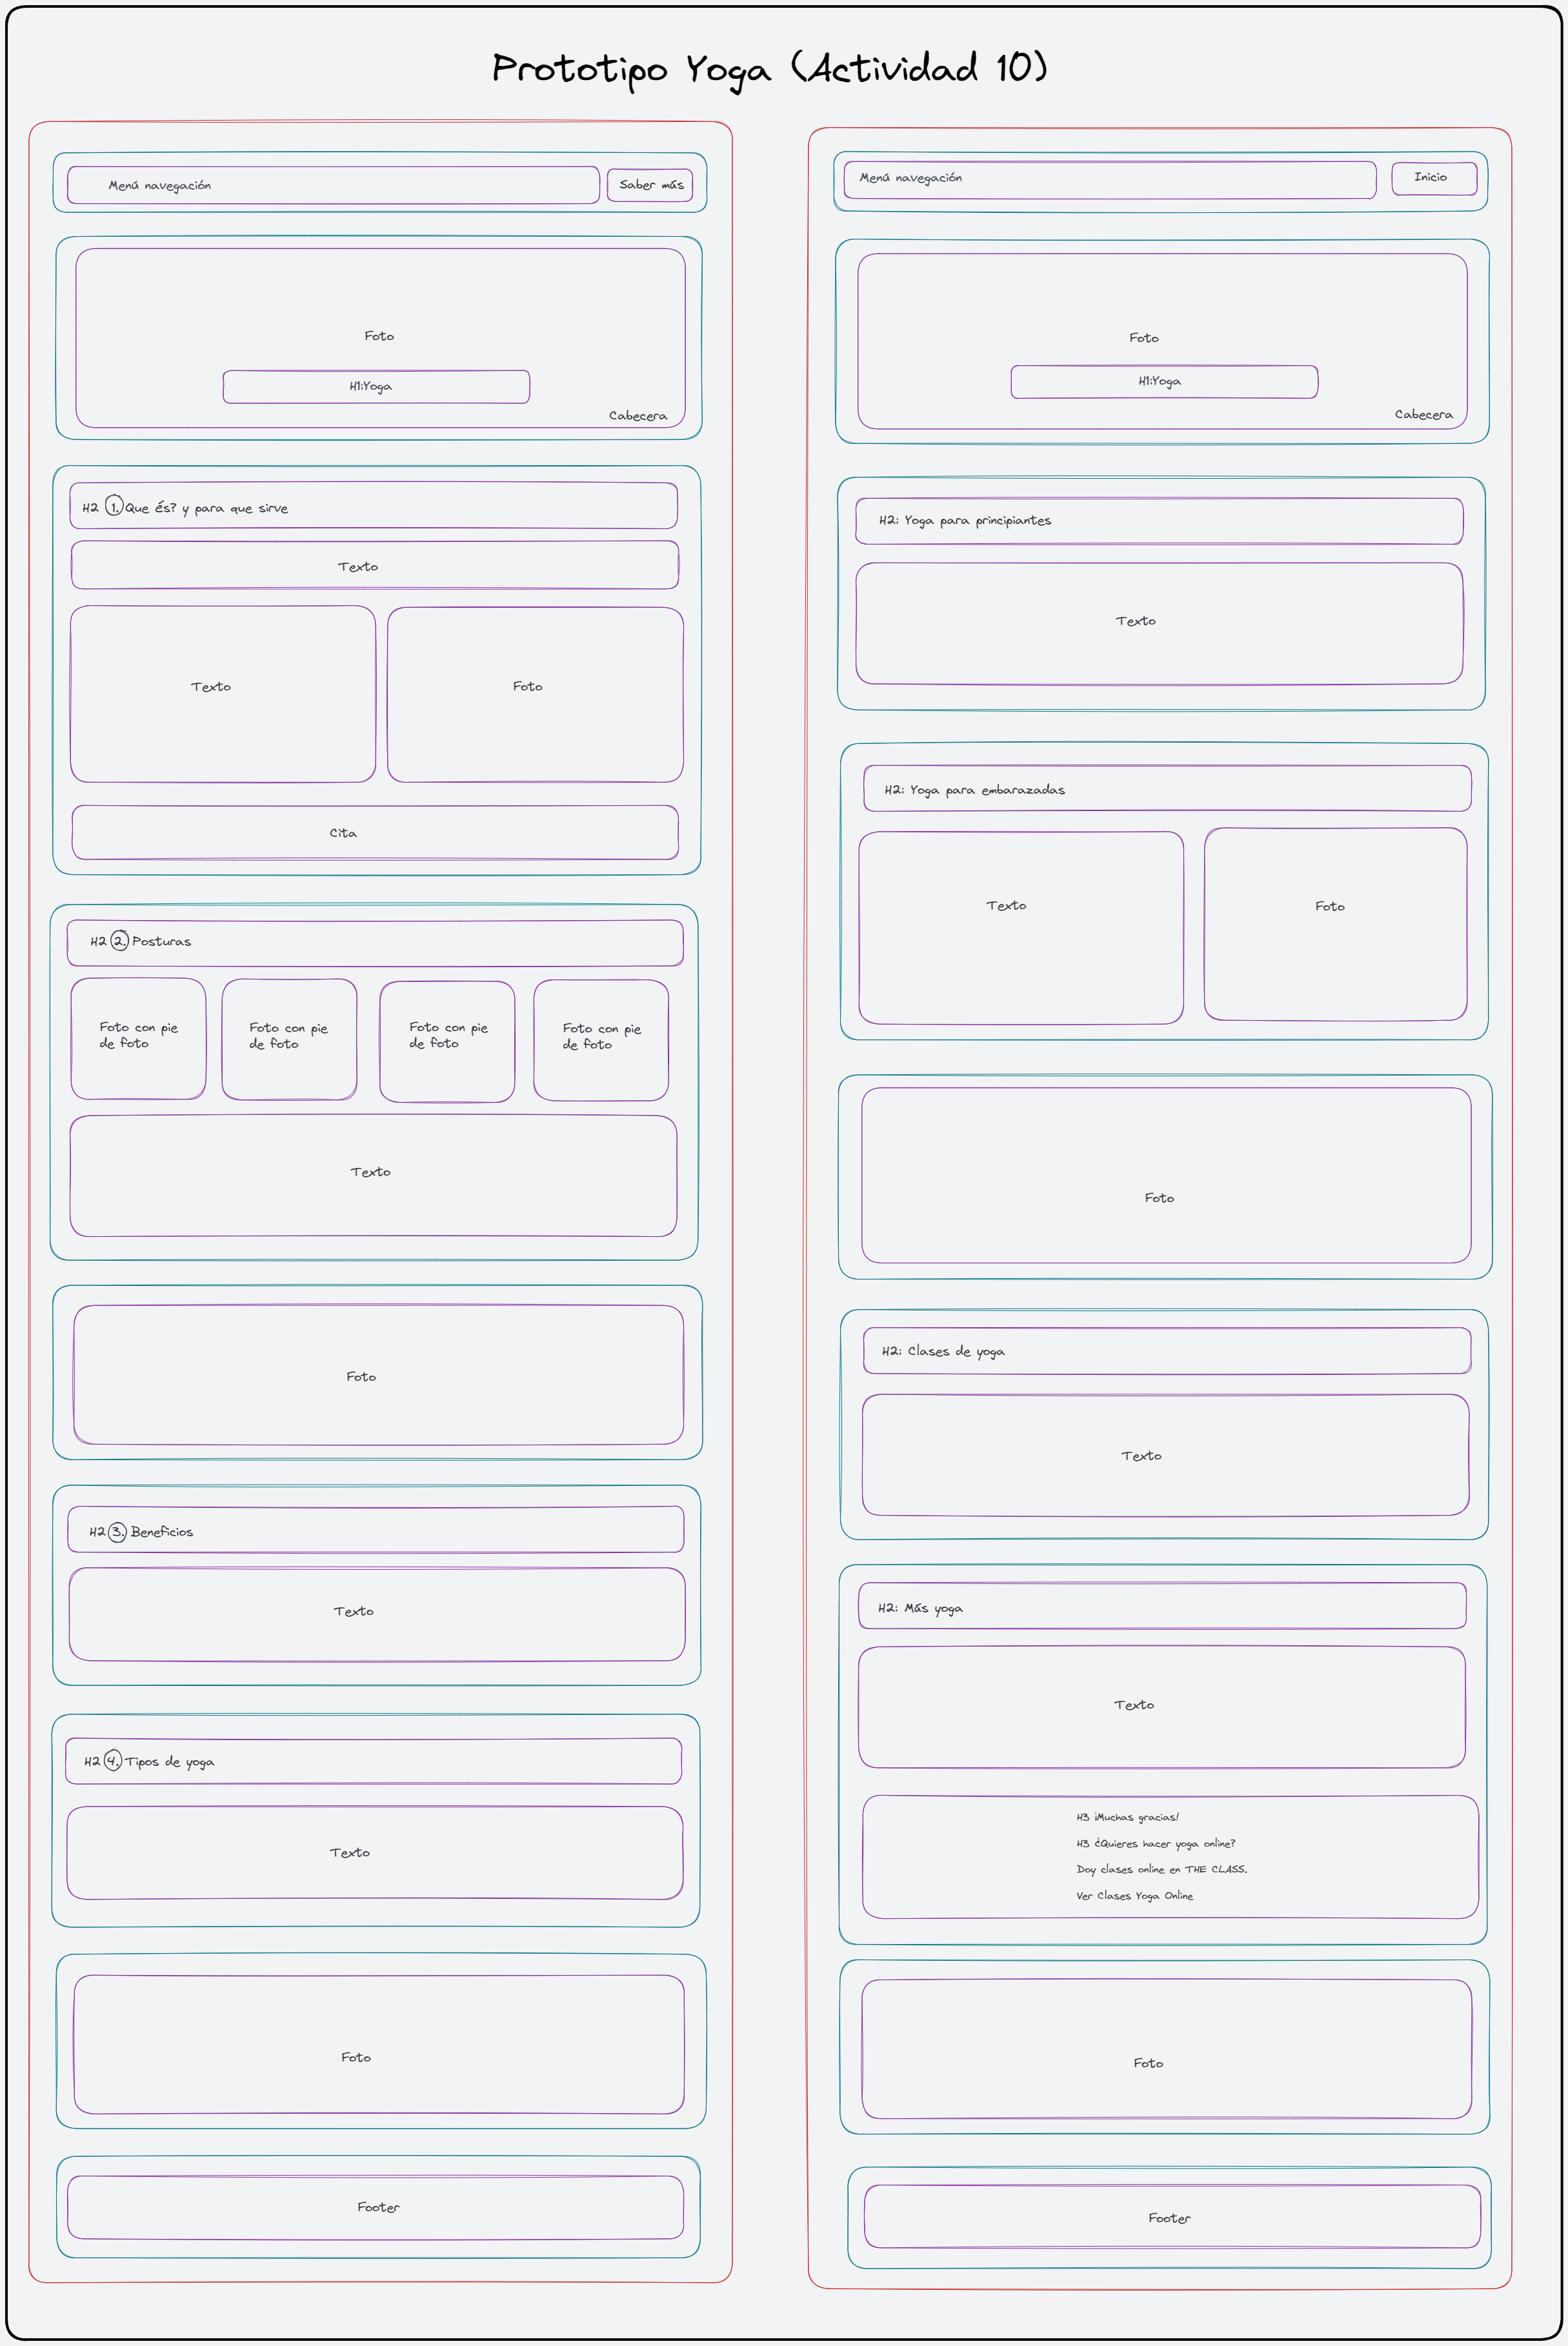 Prototipo Yoga (Actividad 10)
Menú navegación
Saber más
Foto
H1:Yoga
Cabecera
H2 1. Que és? y para que sirve
Texto
Texto
Foto
Cita
H2 2. Posturas
Foto con pie
de foto
Foto con pie
de foto
Foto con pie
de foto
Foto con pie
de foto
Texto
Foto
H2 3. Beneficios
Texto
H2 4. Tipos de yoga
Texto
Foto
Footer
Menú navegación
Inicio
Foto
H1:Yoga
Cabecera
H2: Yoga para principiantes
Texto
H2: Yoga para embarazadas
Texto
Foto
Foto
H2: Clases de yoga
Texto
H2: Más yoga
Texto
H3 ¡Muchas gracias!
H3 ¿Quieres hacer yoga online?
Doy clases online en THE CLASS.
Ver Clases Yoga Online
Foto
Footer